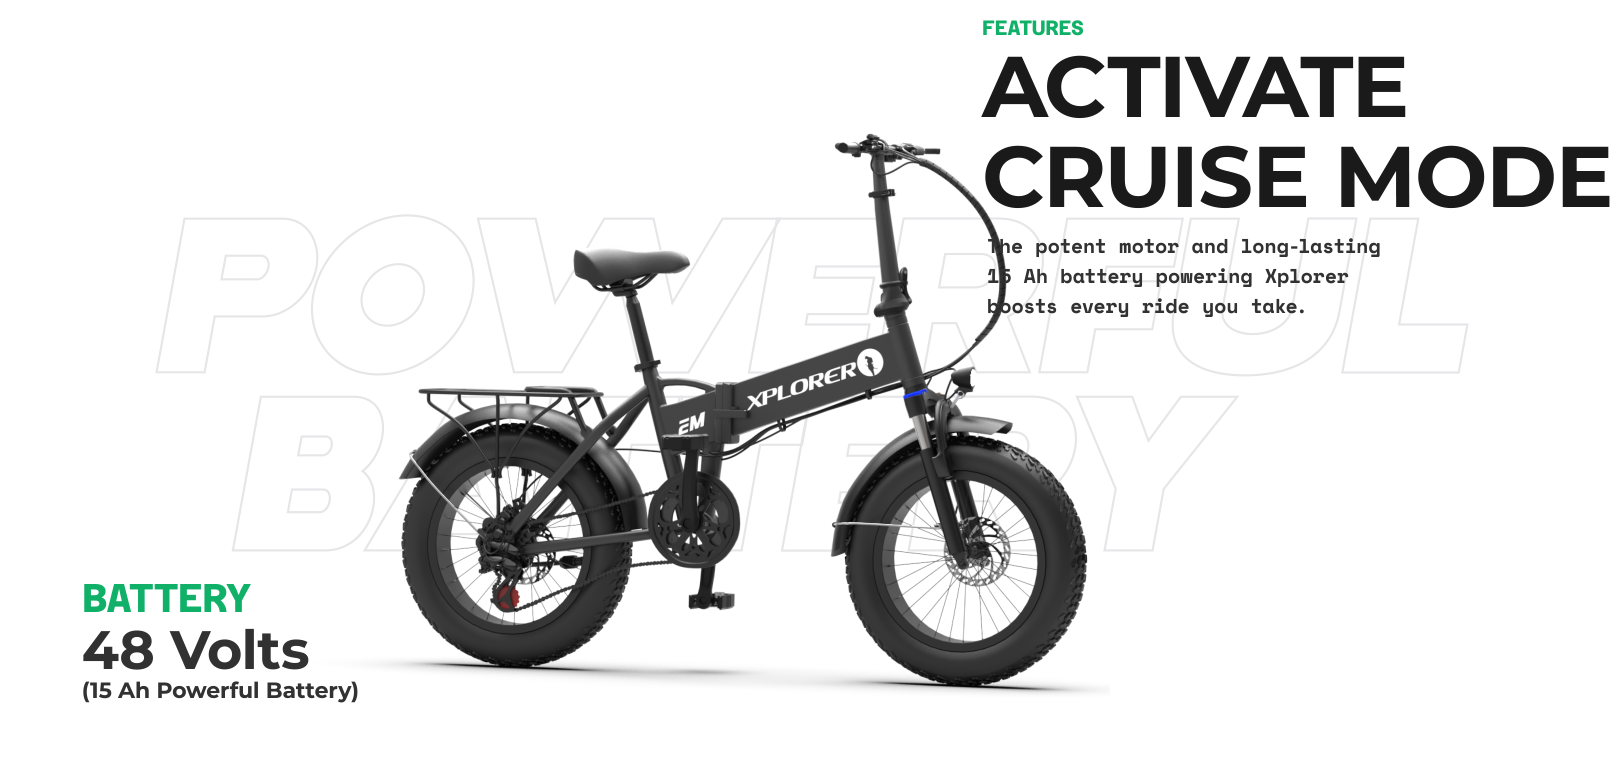 FEATURES
ACTIVATE
CRUISE MODE
The potent motor and long-lasting
15 Ah battery powering Xplorer
boosts every ride you take.
POWERFUL
BATTERY
XPLORER
EM
BATTERY
48 Volts
(15 Ah Powerful Battery)